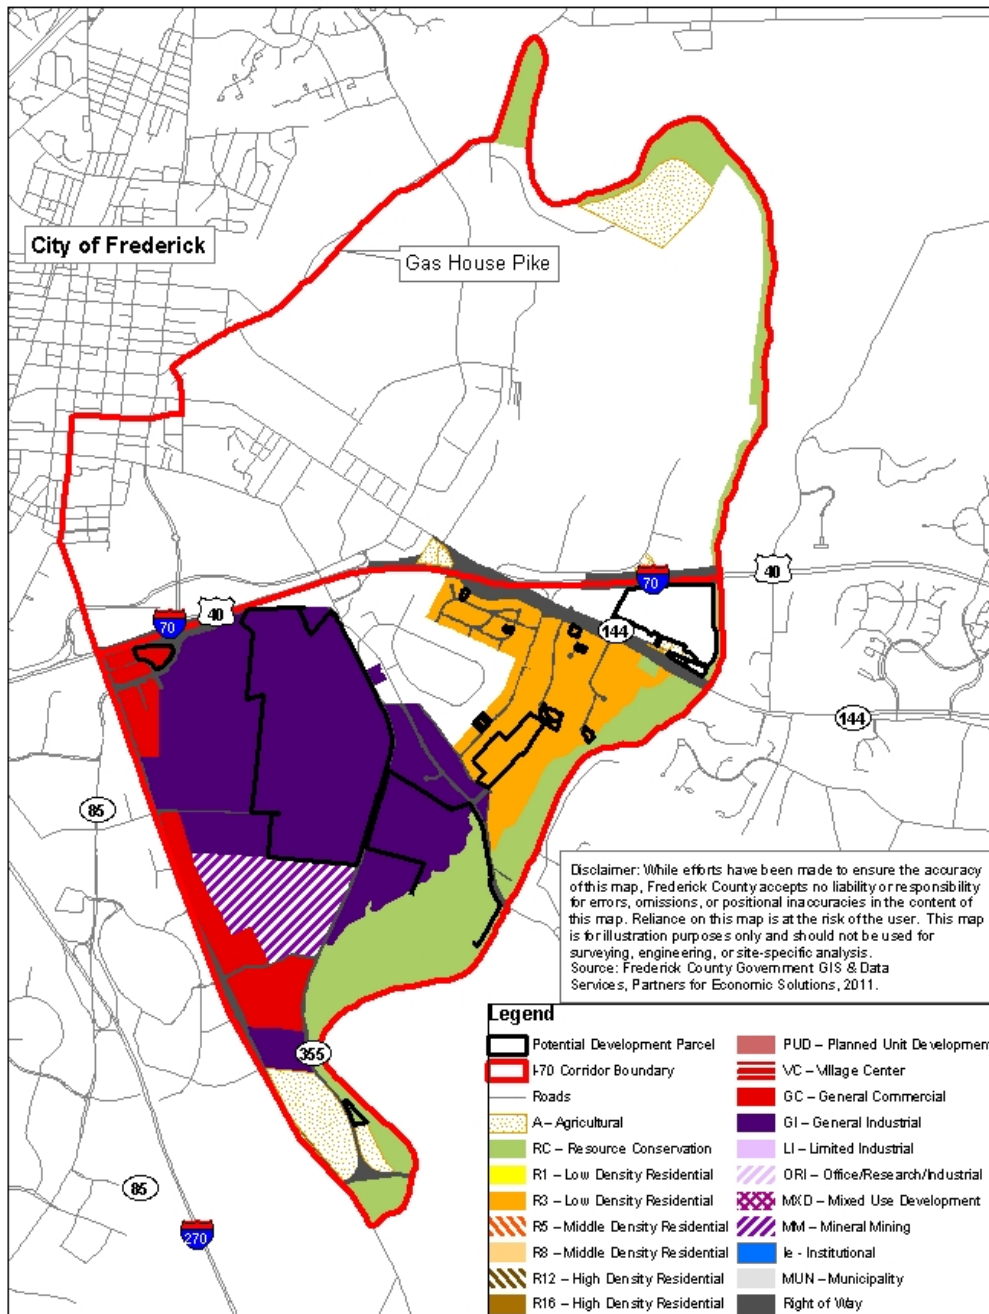 City of Frederick
Gas House Pike
70
40
144
144
70
40
85
355
85
270
Disclaimer: While efforts have been made to ensure the accuracy
of this map, Frederick County accepts no liability or responsibility
for errors, omissions, or positional inaccuracies in the content of
this map. Reliance on this map is at the risk of the user. This map
is for illustration purposes only and should not be used for
surveying, engineering, or site-specific analysis.
Source: Frederick County Government GIS & Data
Services, Partners for Economic Solutions, 2011.
Legend
Potential Development Parcel
I-70 Corridor Boundary
Roads
A – Agricultural
RC – Resource Conservation
R1 – Low Density Residential
R3 – Low Density Residential
R5 – Middle Density Residential
R8 – Middle Density Residential
R12 – High Density Residential
R16 – High Density Residential
PUD – Planned Unit Development
VC – Village Center
GC – General Commercial
GI – General Industrial
LI – Limited Industrial
ORI – Office/Research/Industrial
MXD – Mixed Use Development
MM – Mineral Mining
Ie - Institutional
MUN – Municipality
Right of Way